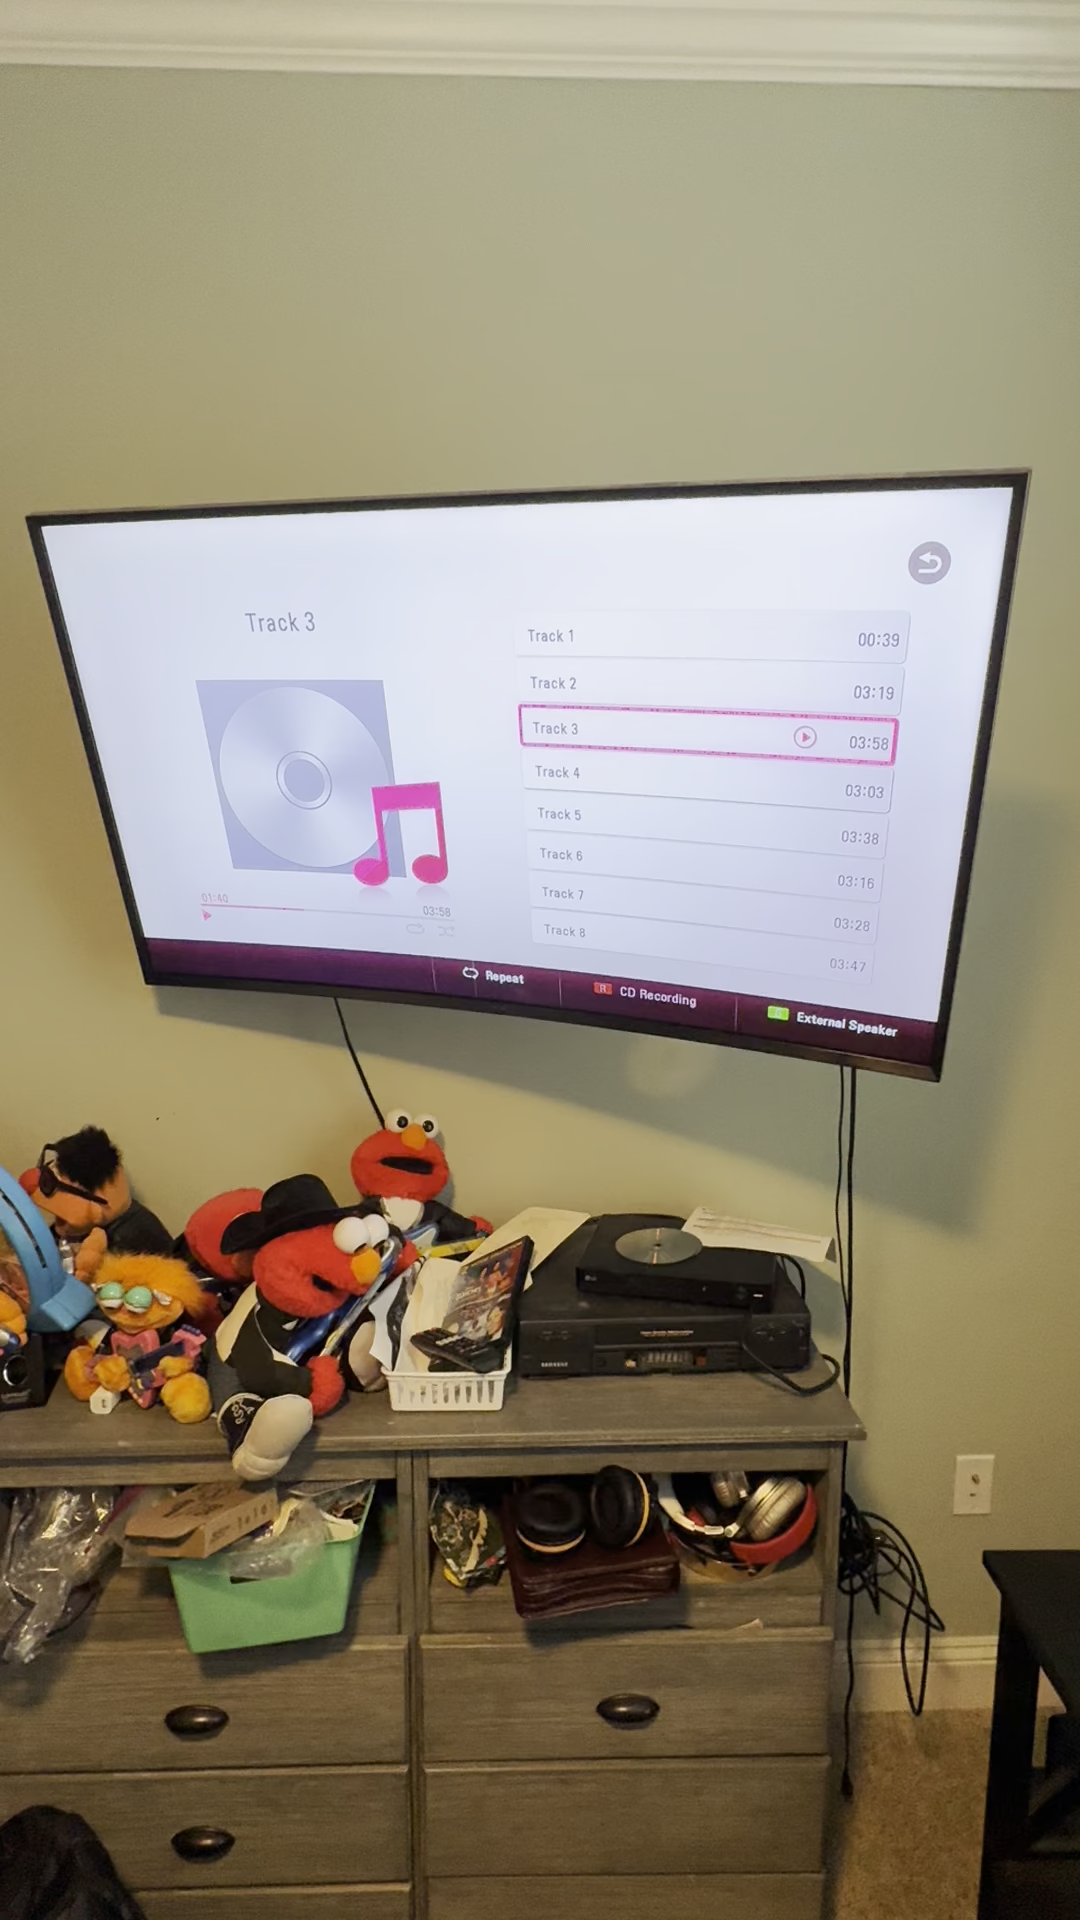 Track 3
01:40
03:58
Track 1 00:39
Track 2 03:19
Track 3 03:58
Track 4 03:03
Track 5 03:38
Track 6 03:16
Track 7 03:28
Track 8 03:47
Repeat
R CD Recording
External Speaker
LG
SAMSUNG